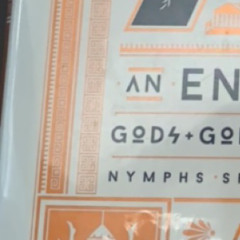 · AN · EN
GODS + GO
NYMPHS · S